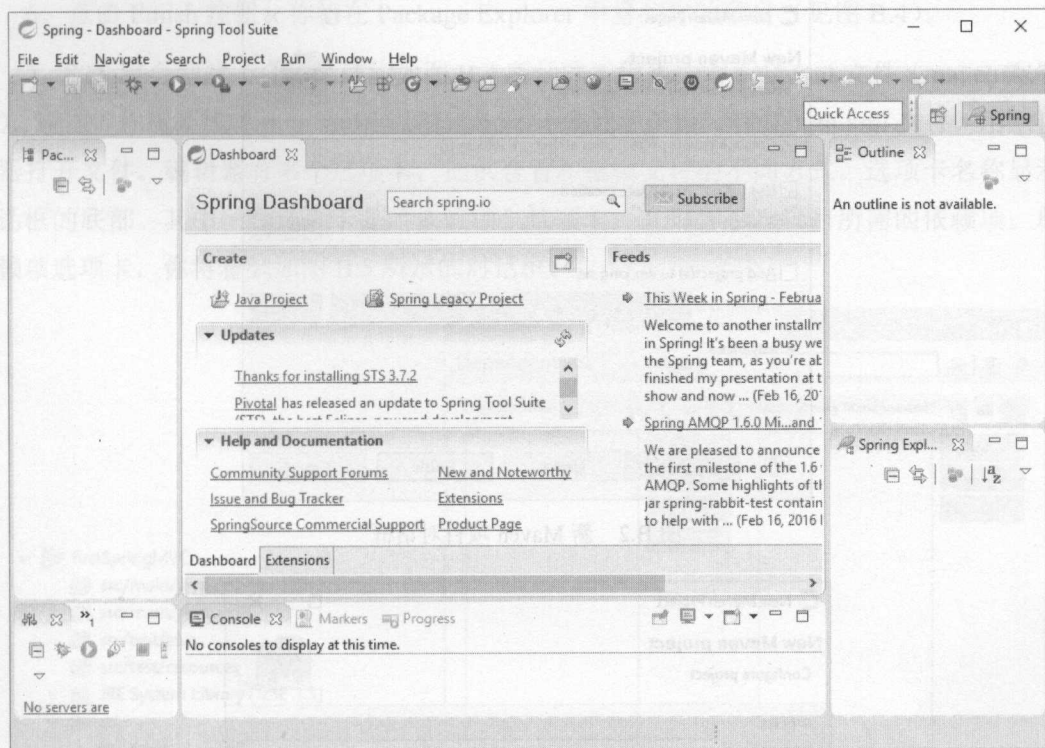 Spring - Dashboard - Spring Tool Suite
File Edit Navigate Search Project Run Window Help
Quick Access
Spring
Pac...
Dashboard
Outline
An outline is not available.
Spring Dashboard
Search spring.io
Subscribe
Create
Java Project
Spring Legacy Project
Updates
Thanks for installing STS 3.7.2
Pivotal has released an update to Spring Tool Suite
Help and Documentation
Community Support Forums
New and Noteworthy
Issue and Bug Tracker
Extensions
SpringSource Commercial Support
Product Page
Feeds
This Week in Spring - Februa
Welcome to another installm
in Spring! It's been a busy we
the Spring team, as you're ab
finished my presentation at t
show and now ... (Feb 16, 20
Spring AMQP 1.6.0 Mi...and
We are pleased to announce
the first milestone of the 1.6
AMQP. Some highlights of th
jar spring-rabbit-test contain
to help with ... (Feb 16, 2016
Spring Expl...
Dashboard Extensions
Console Markers Progress
No consoles to display at this time.
No servers are